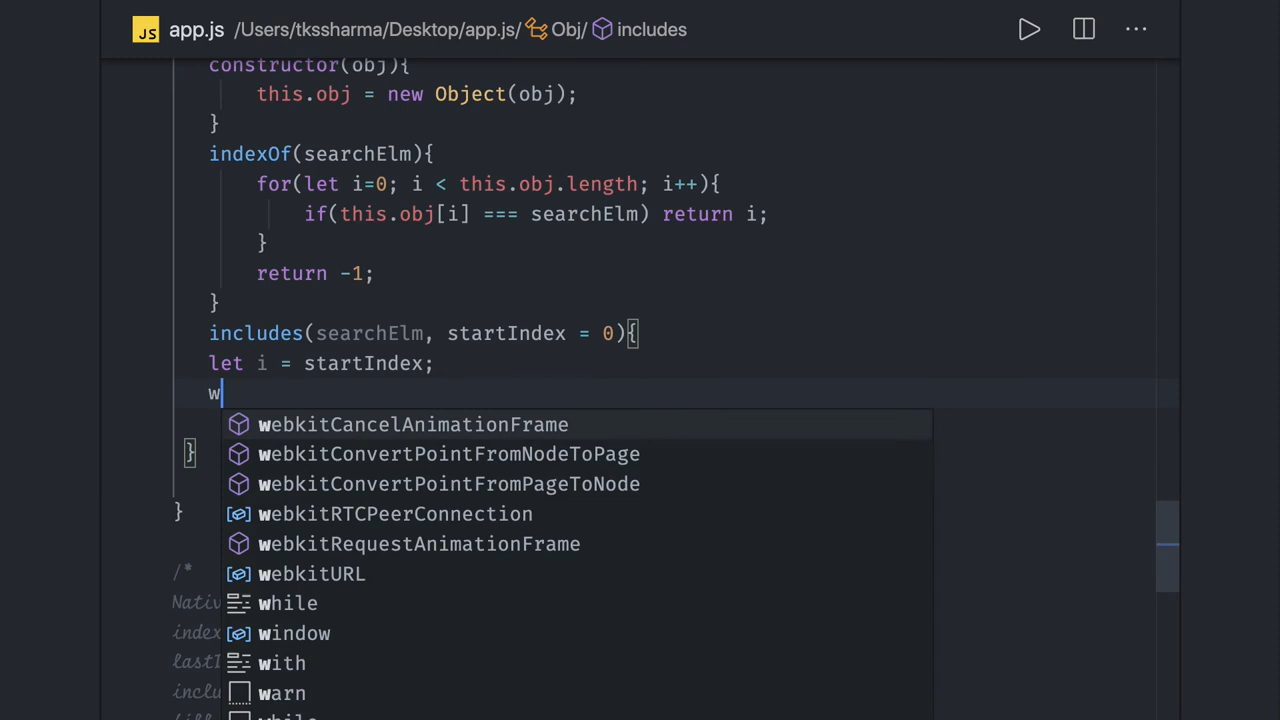 JS app.js /Users/tkssharma/Desktop/app.js/ Obj/ includes
constructor(obj){
this.obj = new Object(obj);
}
indexOf(searchElm){
for(let i=0; i < this.obj.length; i++){
if(this.obj[i] === searchElm) return i;
}
return -1;
}
includes(searchElm, startIndex = 0){
let i = startIndex;
w
webkitCancelAnimationFrame
}
webkitConvertPointFromNodeToPage
webkitConvertPointFromPageToNode
}
webkitRTCPeerConnection
webkitRequestAnimationFrame
/*
webkitURL
Nativ
while
index
window
lastI
with
inclu
warn
while